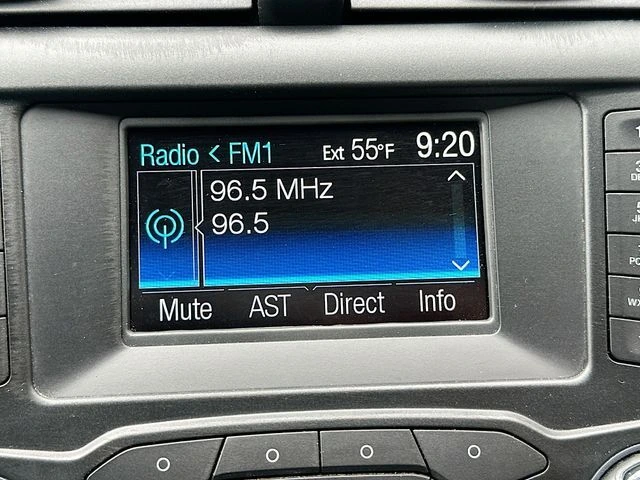 Radio < FM1 Ext 55°F 9:20
96.5 MHz
96.5
Mute AST Direct Info